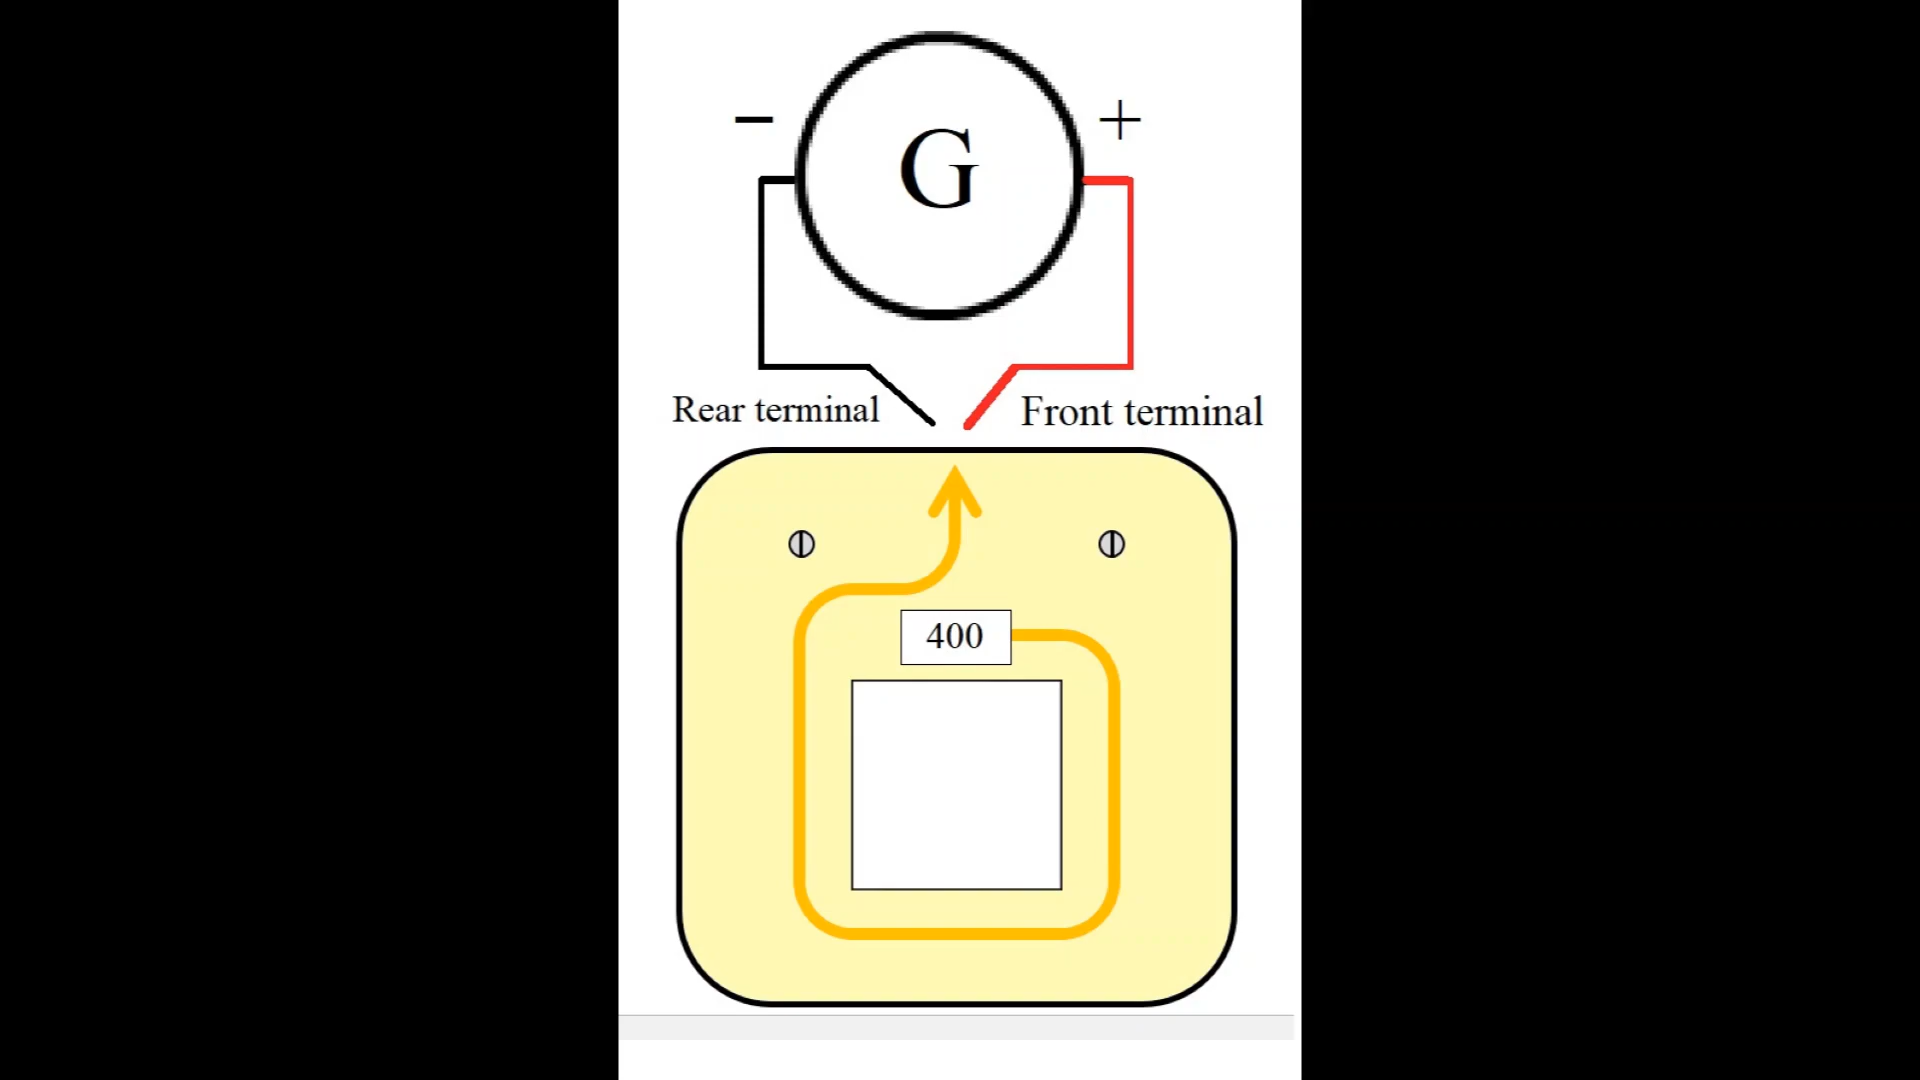 − +
G
Rear terminal Front terminal
400